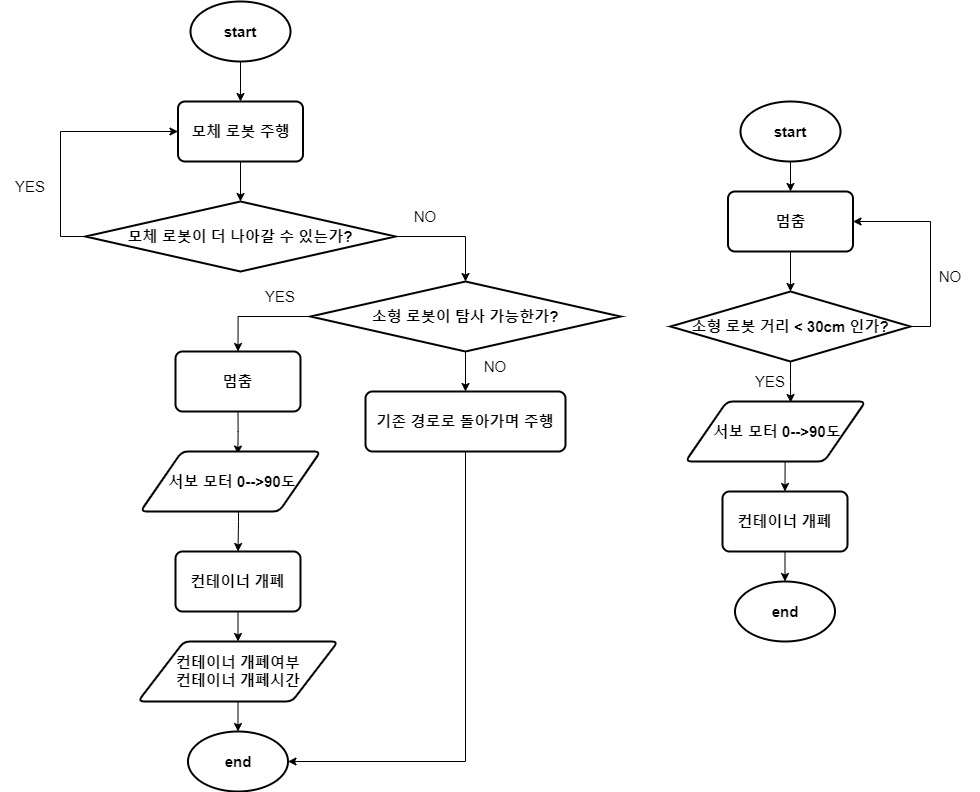 start
모체 로봇 주행
YES
모체 로봇이 더 나아갈 수 있는가?
NO
YES
소형 로봇이 탐사 가능한가?
멈춤
NO
기존 경로로 돌아가며 주행
서보 모터 0-->90도
컨테이너 개폐
컨테이너 개폐여부
컨테이너 개폐시간
end
start
멈춤
NO
소형 로봇 거리 < 30cm 인가?
YES
서보 모터 0-->90도
컨테이너 개폐
end